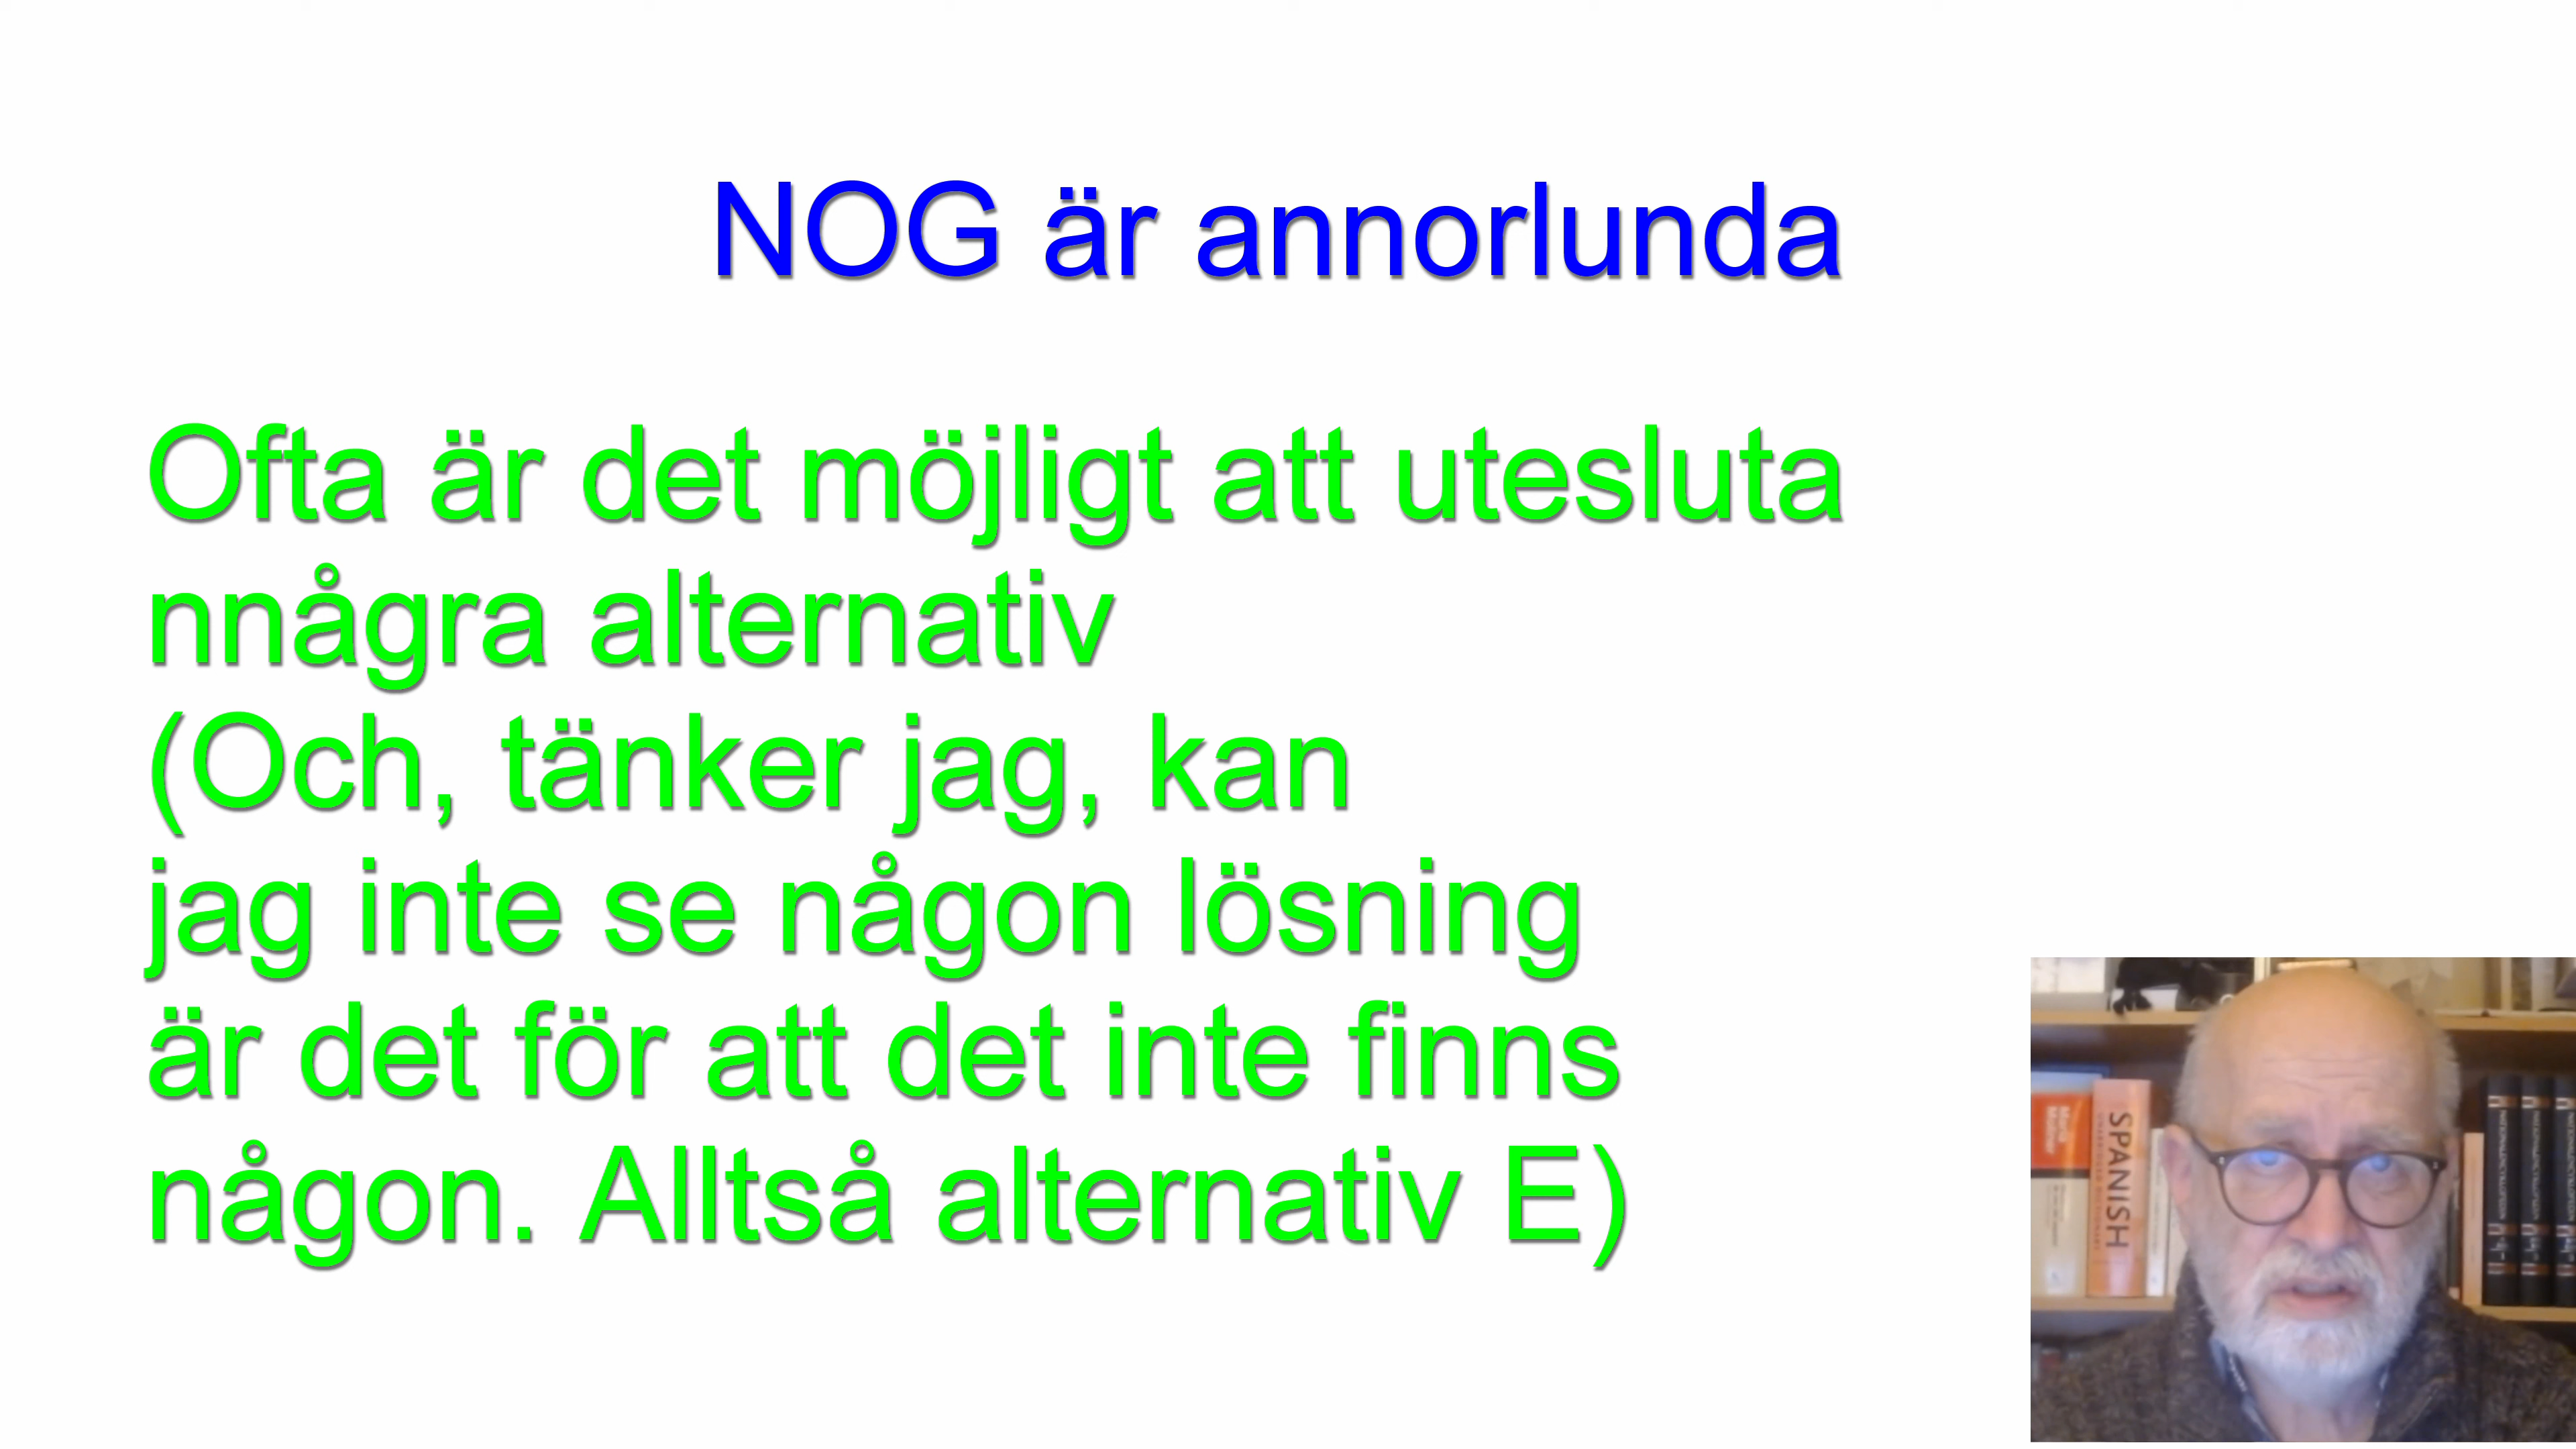 NOG är annorlunda
Ofta är det möjligt att utesluta
nnågra alternativ
(Och, tänker jag, kan
jag inte se någon lösning
är det för att det inte finns
någon. Alltså alternativ E)
SPANISH